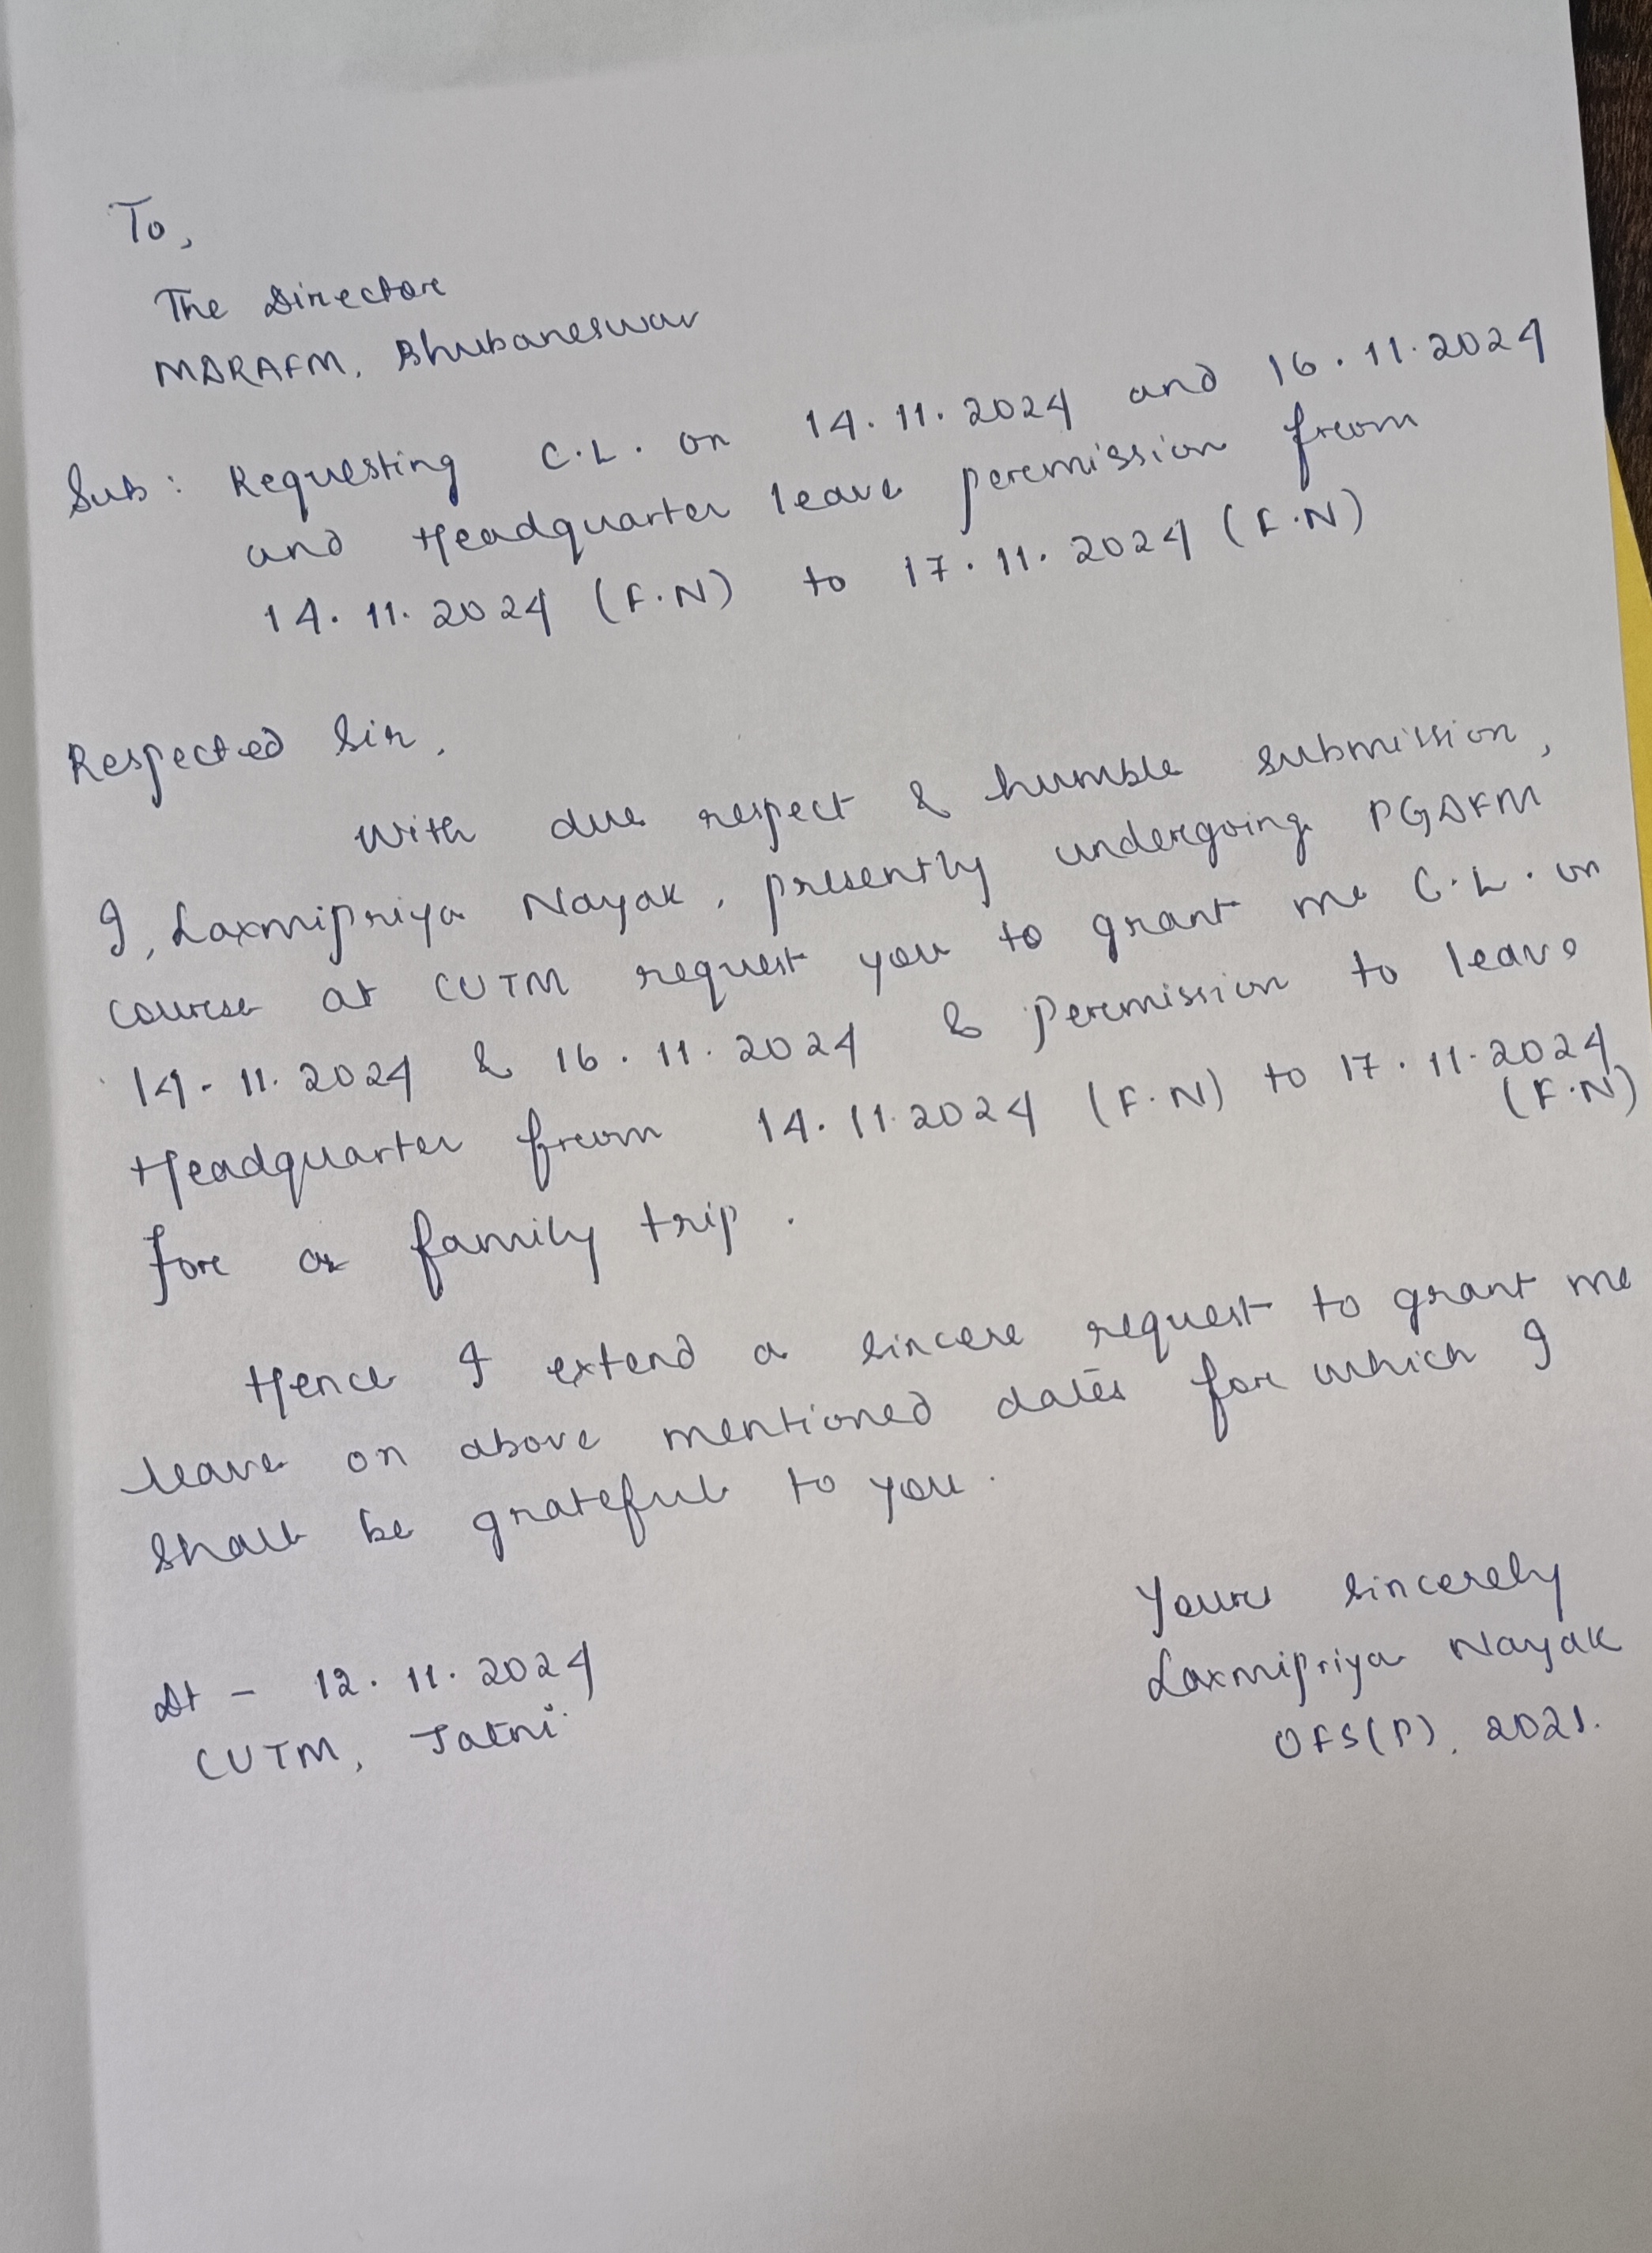 To,
The Director
MDRAFM, Bhubaneswar
Sub: Requesting C.L. on 14.11.2024 and 16.11.2024
and Headquarter leave permission from
14.11.2024 (F.N) to 17.11.2024 (F.N)
Respected Sir,
With due respect & humble submission,
I, Laxmipriya Nayak, presently undergoing PGDFM
course at CUTM request you to grant me C.L. on
14.11.2024 & 16.11.2024 & permission to leave
Headquarter from 14.11.2024 (F.N) to 17.11.2024
(F.N)
for a family trip.
Hence I extend a sincere request to grant me
leave on above mentioned dates for which I
shall be grateful to you.
Yours sincerely
Laxmipriya Nayak
OFS(P), 2021.
Dt - 12.11.2024
CUTM, Jatni